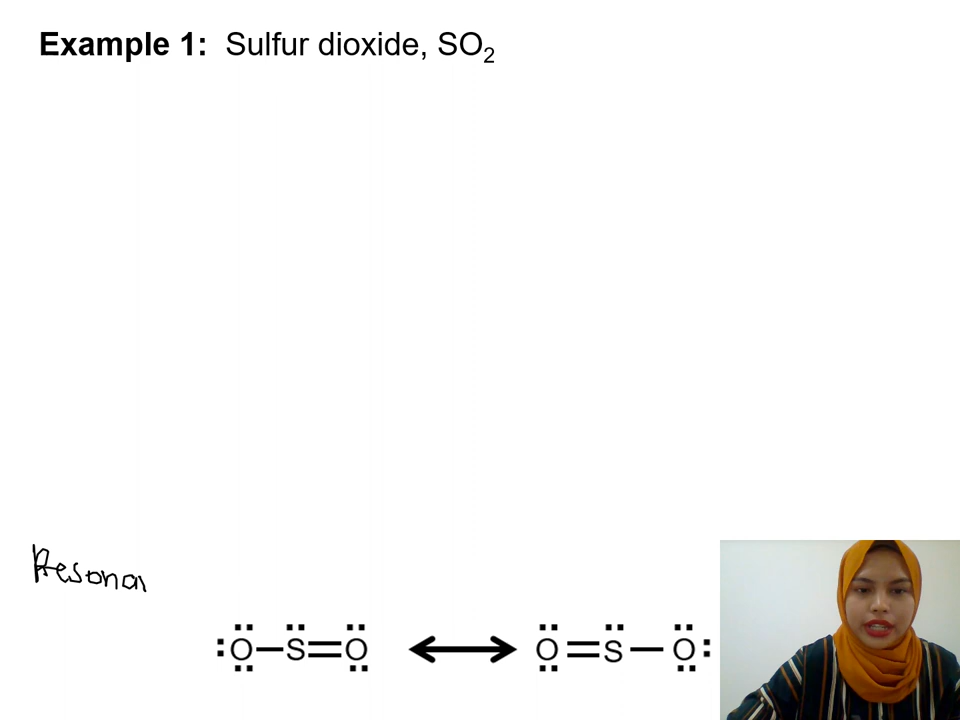 Example 1: Sulfur dioxide, SO₂
Resona
:Ö–S̈=Ö ⟷ Ö=S̈–Ö: